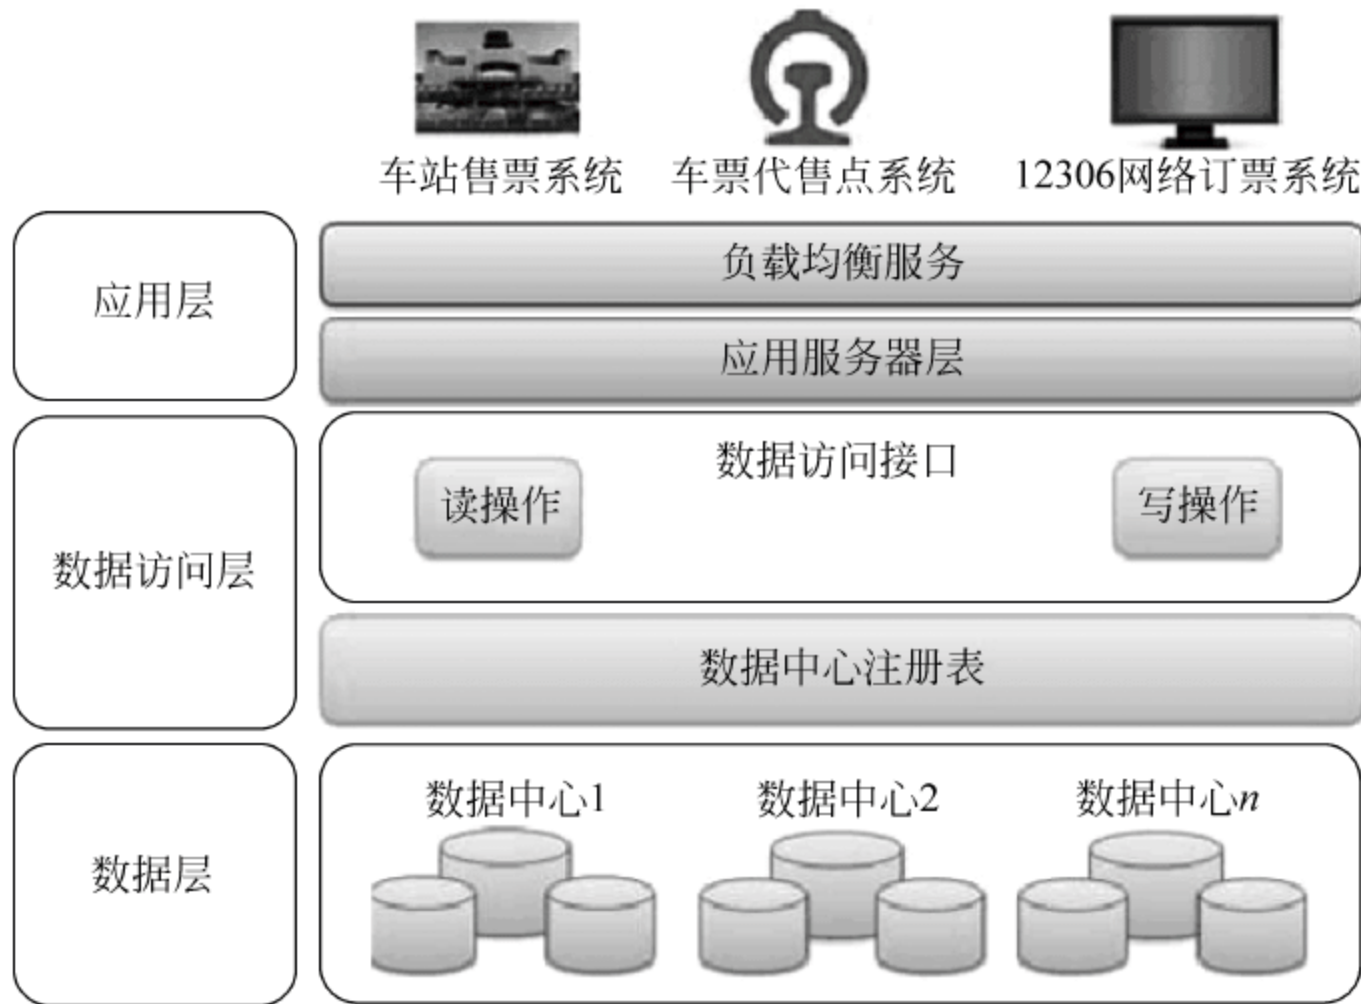 车站售票系统 车票代售点系统 12306网络订票系统
应用层
负载均衡服务
应用服务器层
数据访问层
数据访问接口
读操作 写操作
数据中心注册表
数据层
数据中心1 数据中心2 数据中心n